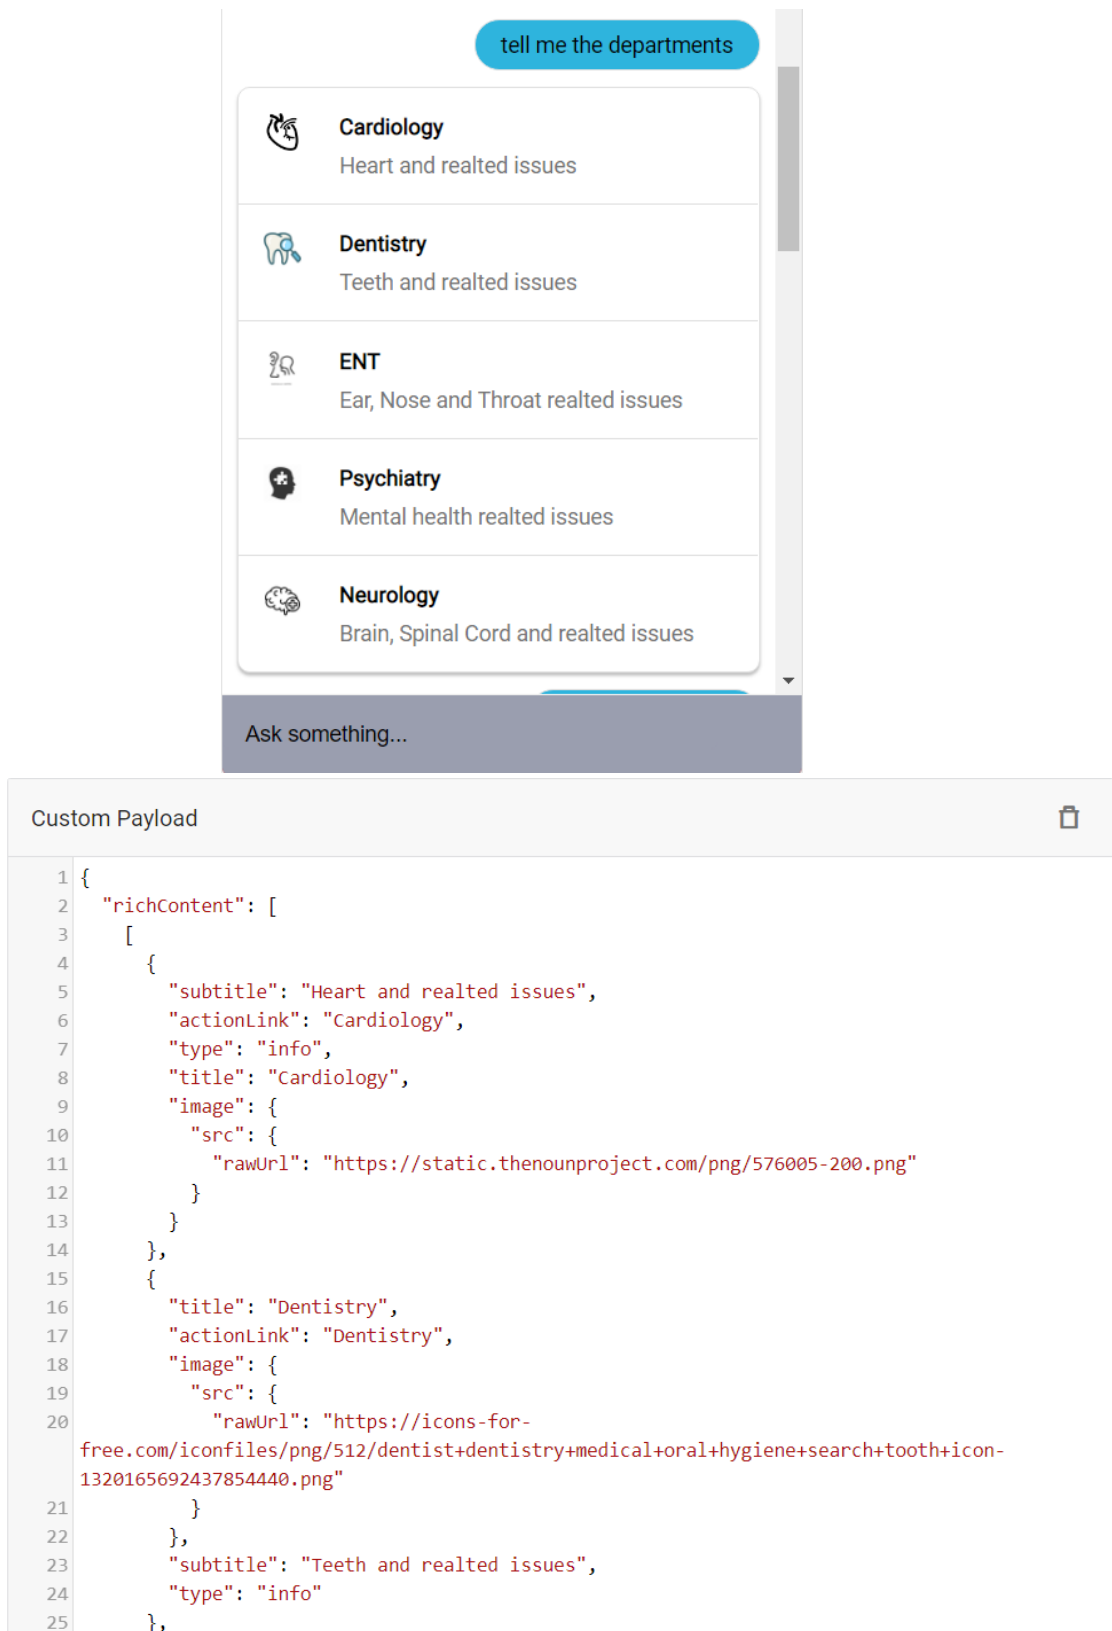 tell me the departments
Cardiology
Heart and realted issues
Dentistry
Teeth and realted issues
ENT
Ear, Nose and Throat realted issues
Psychiatry
Mental health realted issues
Neurology
Brain, Spinal Cord and realted issues
Ask something...
Custom Payload
1 {
2 "richContent": [
3 [
4 {
5 "subtitle": "Heart and realted issues",
6 "actionLink": "Cardiology",
7 "type": "info",
8 "title": "Cardiology",
9 "image": {
10 "src": {
11 "rawUrl": "https://static.thenounproject.com/png/576005-200.png"
12 }
13 }
14 },
15 {
16 "title": "Dentistry",
17 "actionLink": "Dentistry",
18 "image": {
19 "src": {
20 "rawUrl": "https://icons-for-
free.com/iconfiles/png/512/dentist+dentistry+medical+oral+hygiene+search+tooth+icon-
1320165692437854440.png"
21 }
22 },
23 "subtitle": "Teeth and realted issues",
24 "type": "info"
25 },